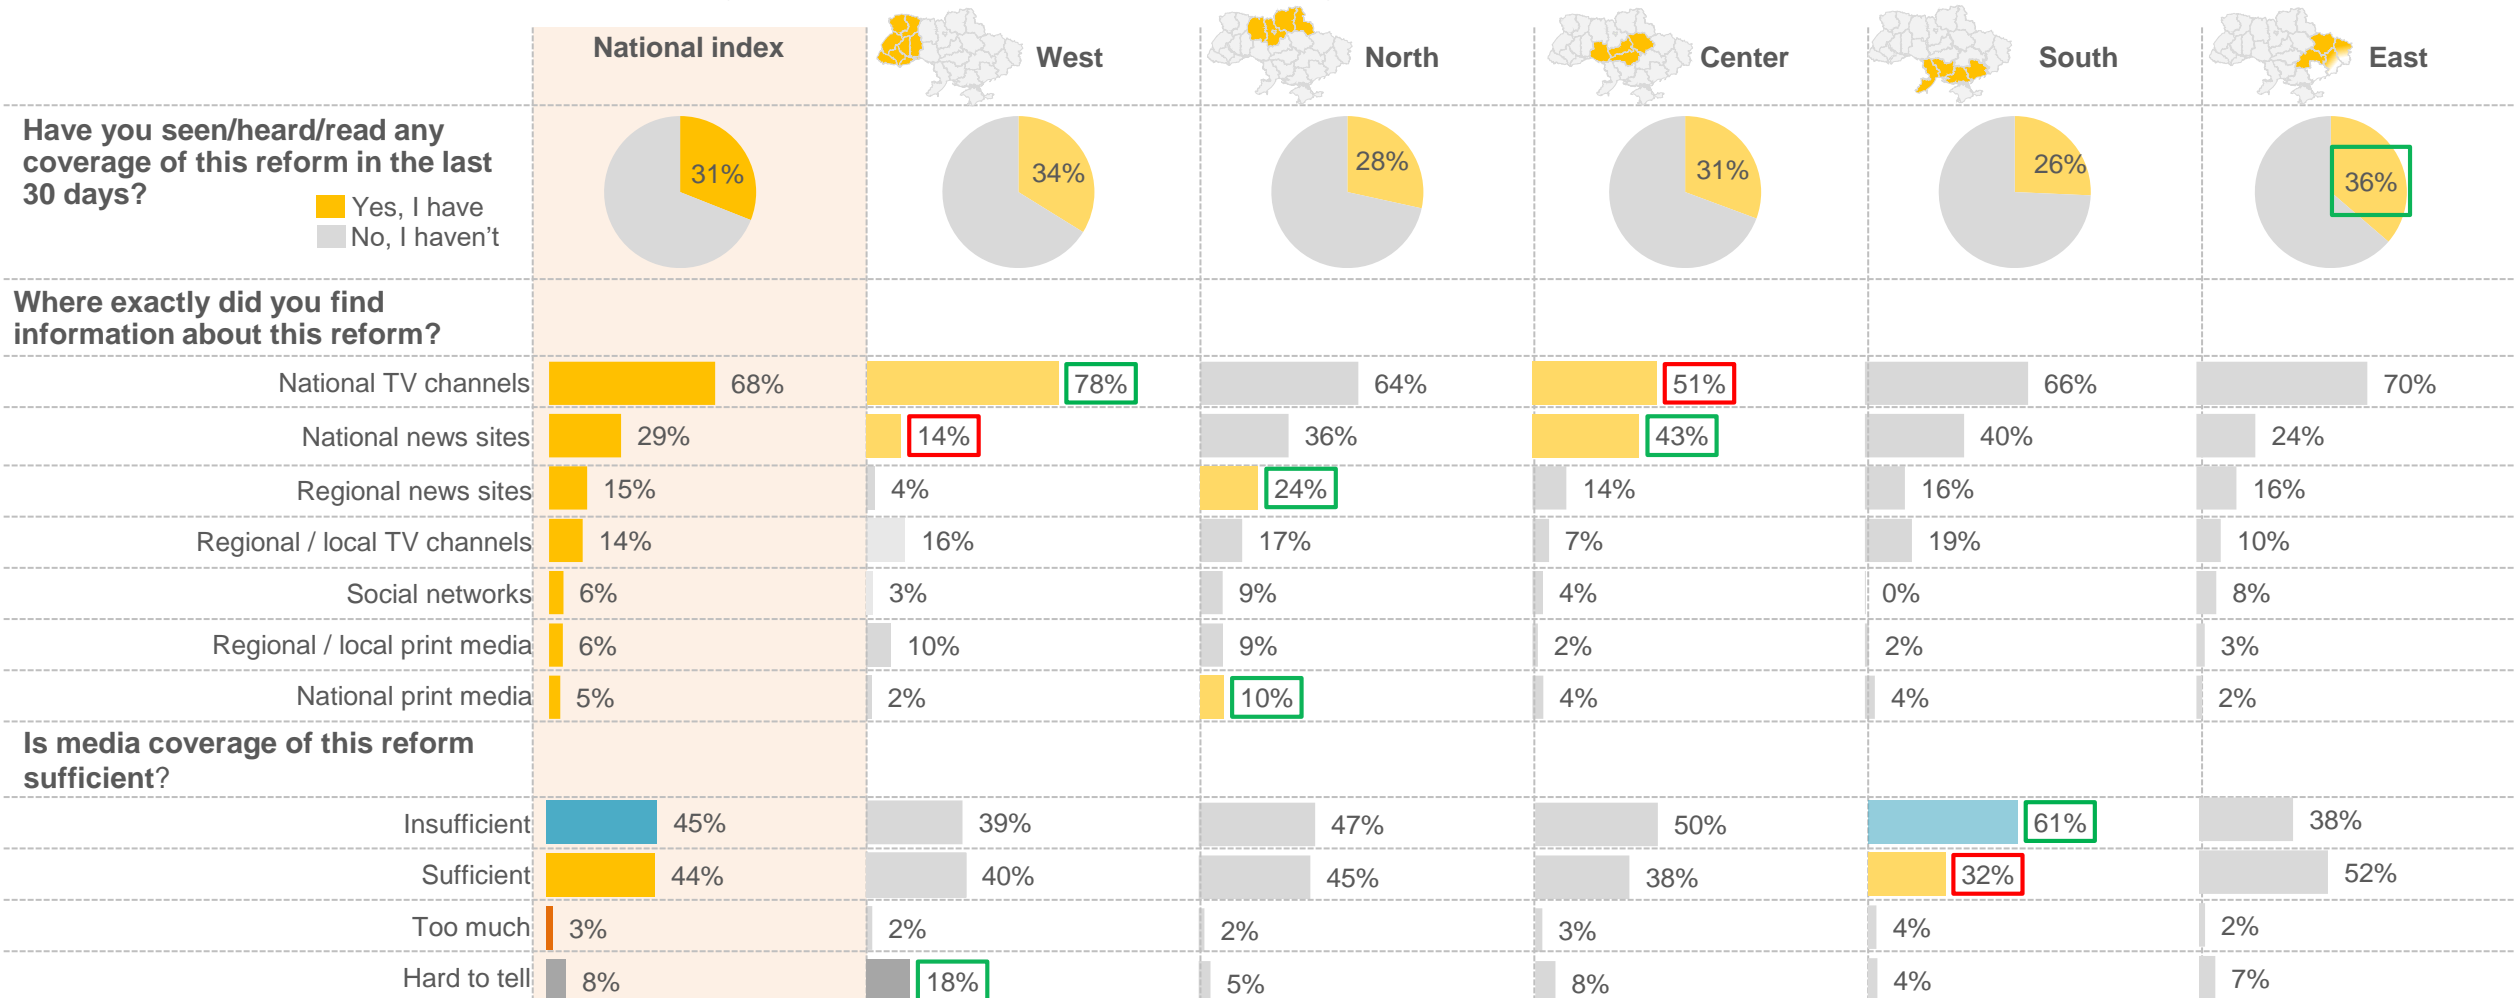 National index
West
North
Center
South
East
Have you seen/heard/read any
coverage of this reform in the last
30 days?
Yes, I have
No, I haven't
31%
34%
28%
31%
26%
36%
Where exactly did you find
information about this reform?
National TV channels 68% 78% 64% 51% 66% 70%
National news sites 29% 14% 36% 43% 40% 24%
Regional news sites 15% 4% 24% 14% 16% 16%
Regional / local TV channels 14% 16% 17% 7% 19% 10%
Social networks 6% 3% 9% 4% 0% 8%
Regional / local print media 6% 10% 9% 2% 2% 3%
National print media 5% 2% 10% 4% 4% 2%
Is media coverage of this reform
sufficient?
Insufficient 45% 39% 47% 50% 61% 38%
Sufficient 44% 40% 45% 38% 32% 52%
Too much 3% 2% 2% 3% 4% 2%
Hard to tell 8% 18% 5% 8% 4% 7%